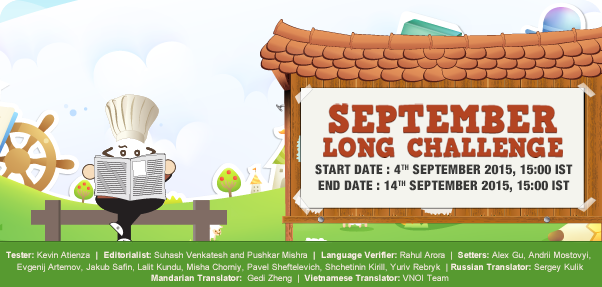 SEPTEMBER
LONG CHALLENGE
START DATE : 4TH SEPTEMBER 2015, 15:00 IST
END DATE : 14TH SEPTEMBER 2015, 15:00 IST
Tester: Kevin Atienza | Editorialist: Suhash Venkatesh and Pushkar Mishra | Language Verifier: Rahul Arora | Setters: Alex Gu, Andrii Mostovyi,
Evgenij Artemov, Jakub Safin, Lalit Kundu, Misha Chorniy, Pavel Sheftelevich, Shchetinin Kirill, Yuriv Rebryk | Russian Translator: Sergey Kulik
Mandarin Translator: Gedi Zheng | Vietnamese Translator: VNOI Team